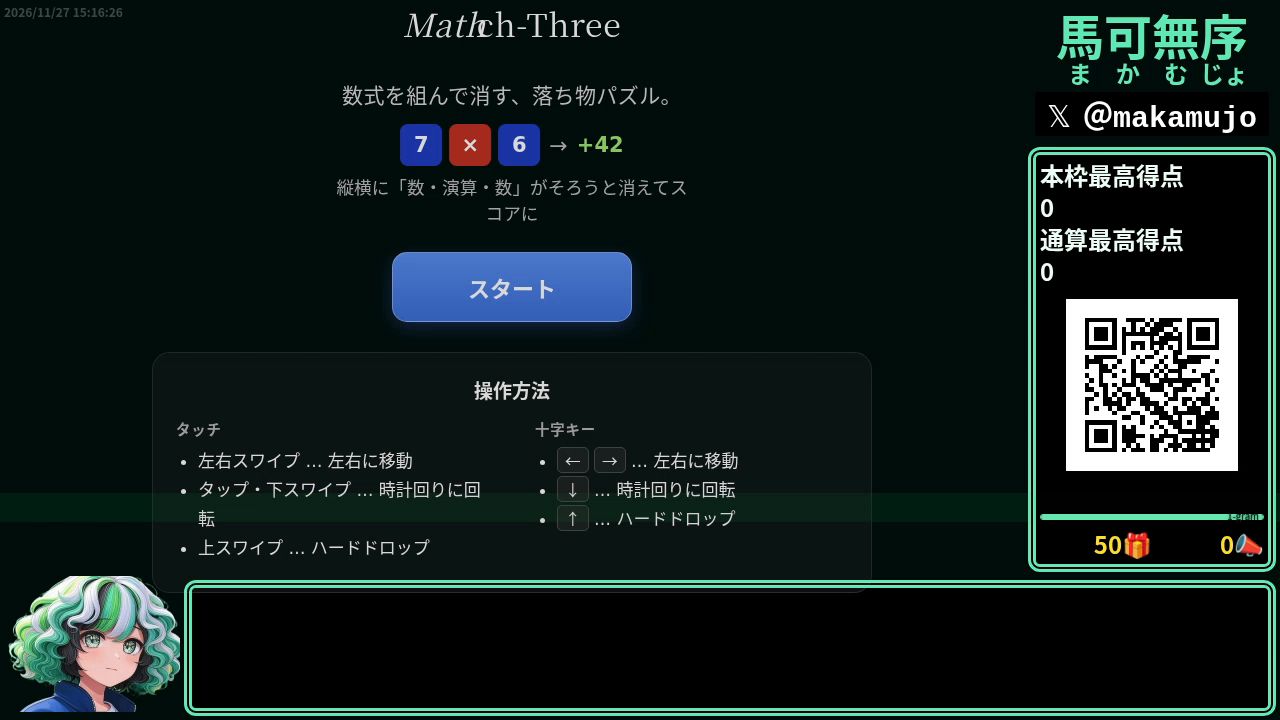 2026/11/27 15:16:26
Mathch-Three
数式を組んで消す、落ち物パズル。
7 × 6 → +42
縦横に「数・演算・数」がそろうと消えてス
コアに
スタート
操作方法
タッチ
• 左右スワイプ … 左右に移動
• タップ・下スワイプ … 時計回りに回
転
• 上スワイプ … ハードドロップ
十字キー
• ← → … 左右に移動
• ↓ … 時計回りに回転
• ↑ … ハードドロップ
馬可無序
ま か む じょ
𝕏 @makamujo
本枠最高得点
0
通算最高得点
0
1-gram
50🎁 0📣